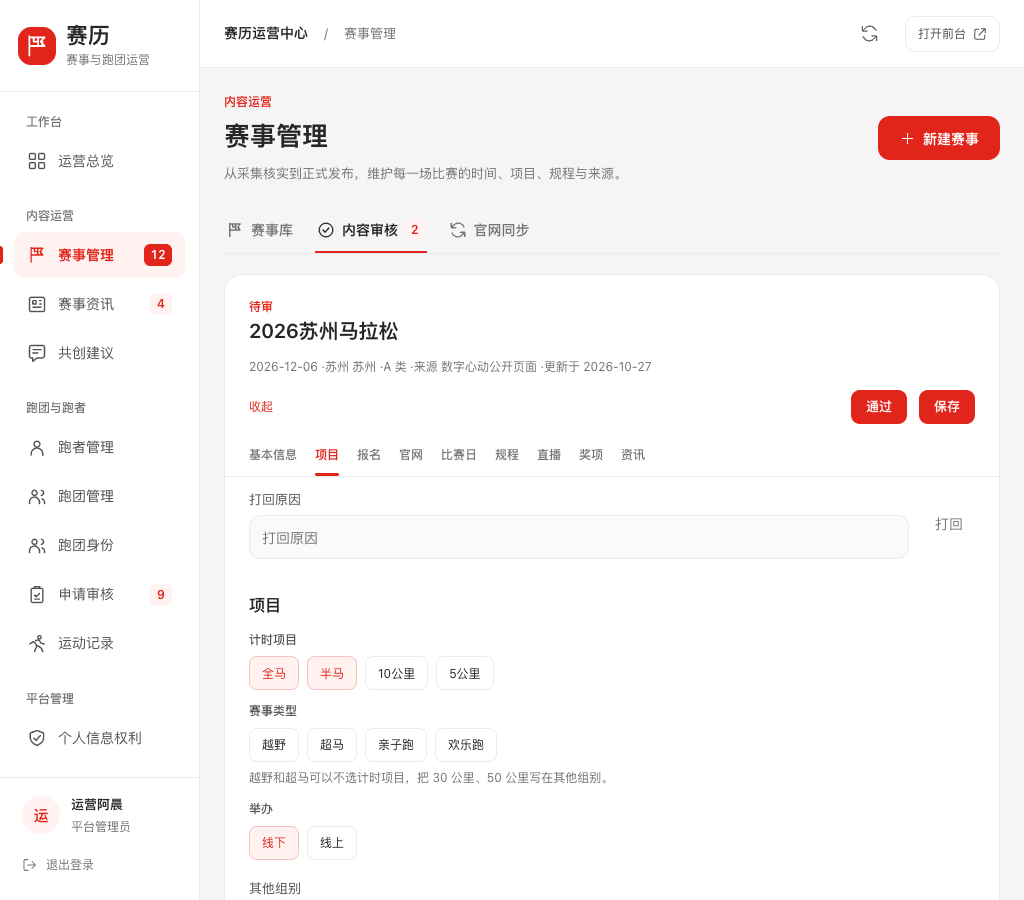 赛历
赛事与跑团运营
工作台
运营总览
内容运营
赛事管理 12
赛事资讯 4
共创建议
跑团与跑者
跑者管理
跑团管理
跑团身份
申请审核 9
运动记录
平台管理
个人信息权利
运 运营阿晨
平台管理员
退出登录
赛历运营中心 / 赛事管理
打开前台
内容运营
赛事管理
从采集核实到正式发布，维护每一场比赛的时间、项目、规程与来源。
新建赛事
赛事库 内容审核 2 官网同步
待审
2026苏州马拉松
2026-12-06 ·苏州 苏州 ·A 类 ·来源 数字心动公开页面 ·更新于 2026-10-27
收起 通过 保存
基本信息 项目 报名 官网 比赛日 规程 直播 奖项 资讯
打回原因
打回原因 打回
项目
计时项目
全马 半马 10公里 5公里
赛事类型
越野 超马 亲子跑 欢乐跑
越野和超马可以不选计时项目，把 30 公里、50 公里写在其他组别。
举办
线下 线上
其他组别